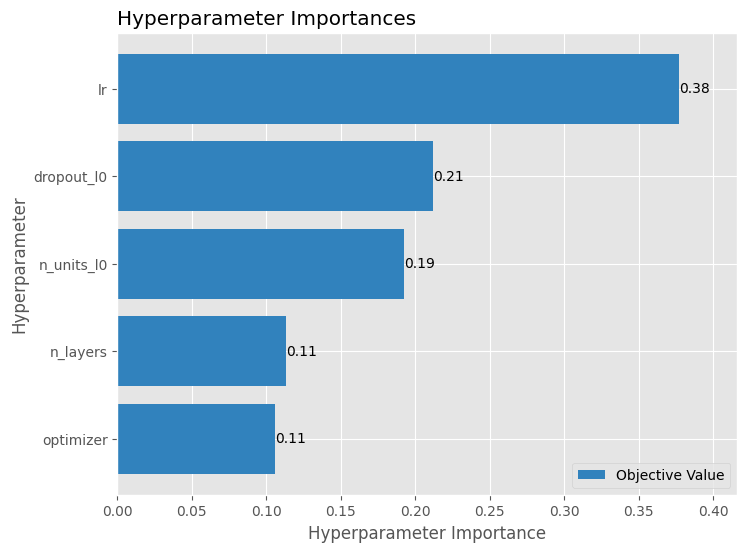 Hyperparameter Importances
Hyperparameter
lr
0.38
dropout_l0
0.21
n_units_l0
0.19
n_layers
0.11
optimizer
0.11
Objective Value
0.00 0.05 0.10 0.15 0.20 0.25 0.30 0.35 0.40
Hyperparameter Importance